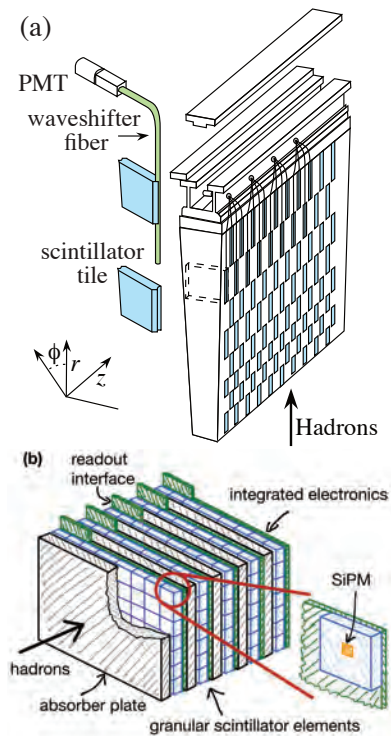 (a)
PMT
waveshifter
fiber
scintillator
tile
ϕ
r
z
Hadrons
(b)
readout
interface
integrated electronics
SiPM
hadrons
absorber plate
granular scintillator elements